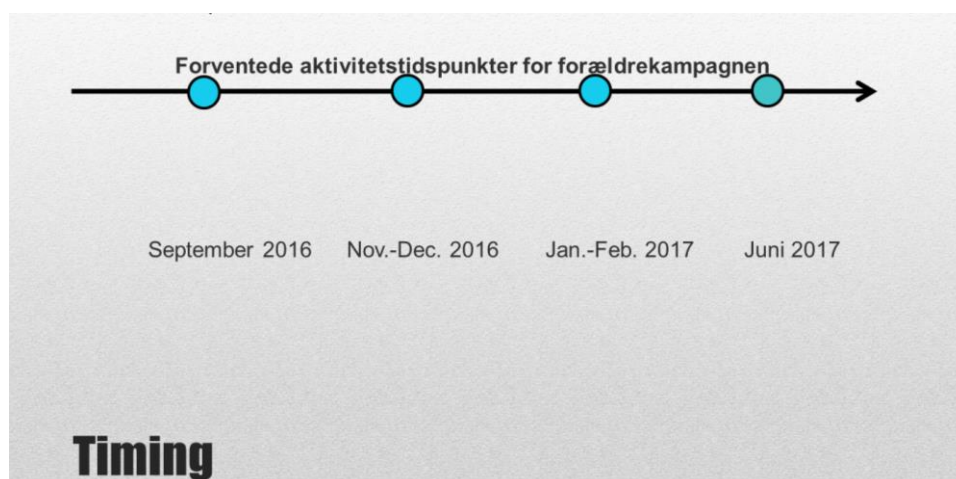 Forventede aktivitetstidspunkter for forældrekampagnen
September 2016 Nov.-Dec. 2016 Jan.-Feb. 2017 Juni 2017
Timing